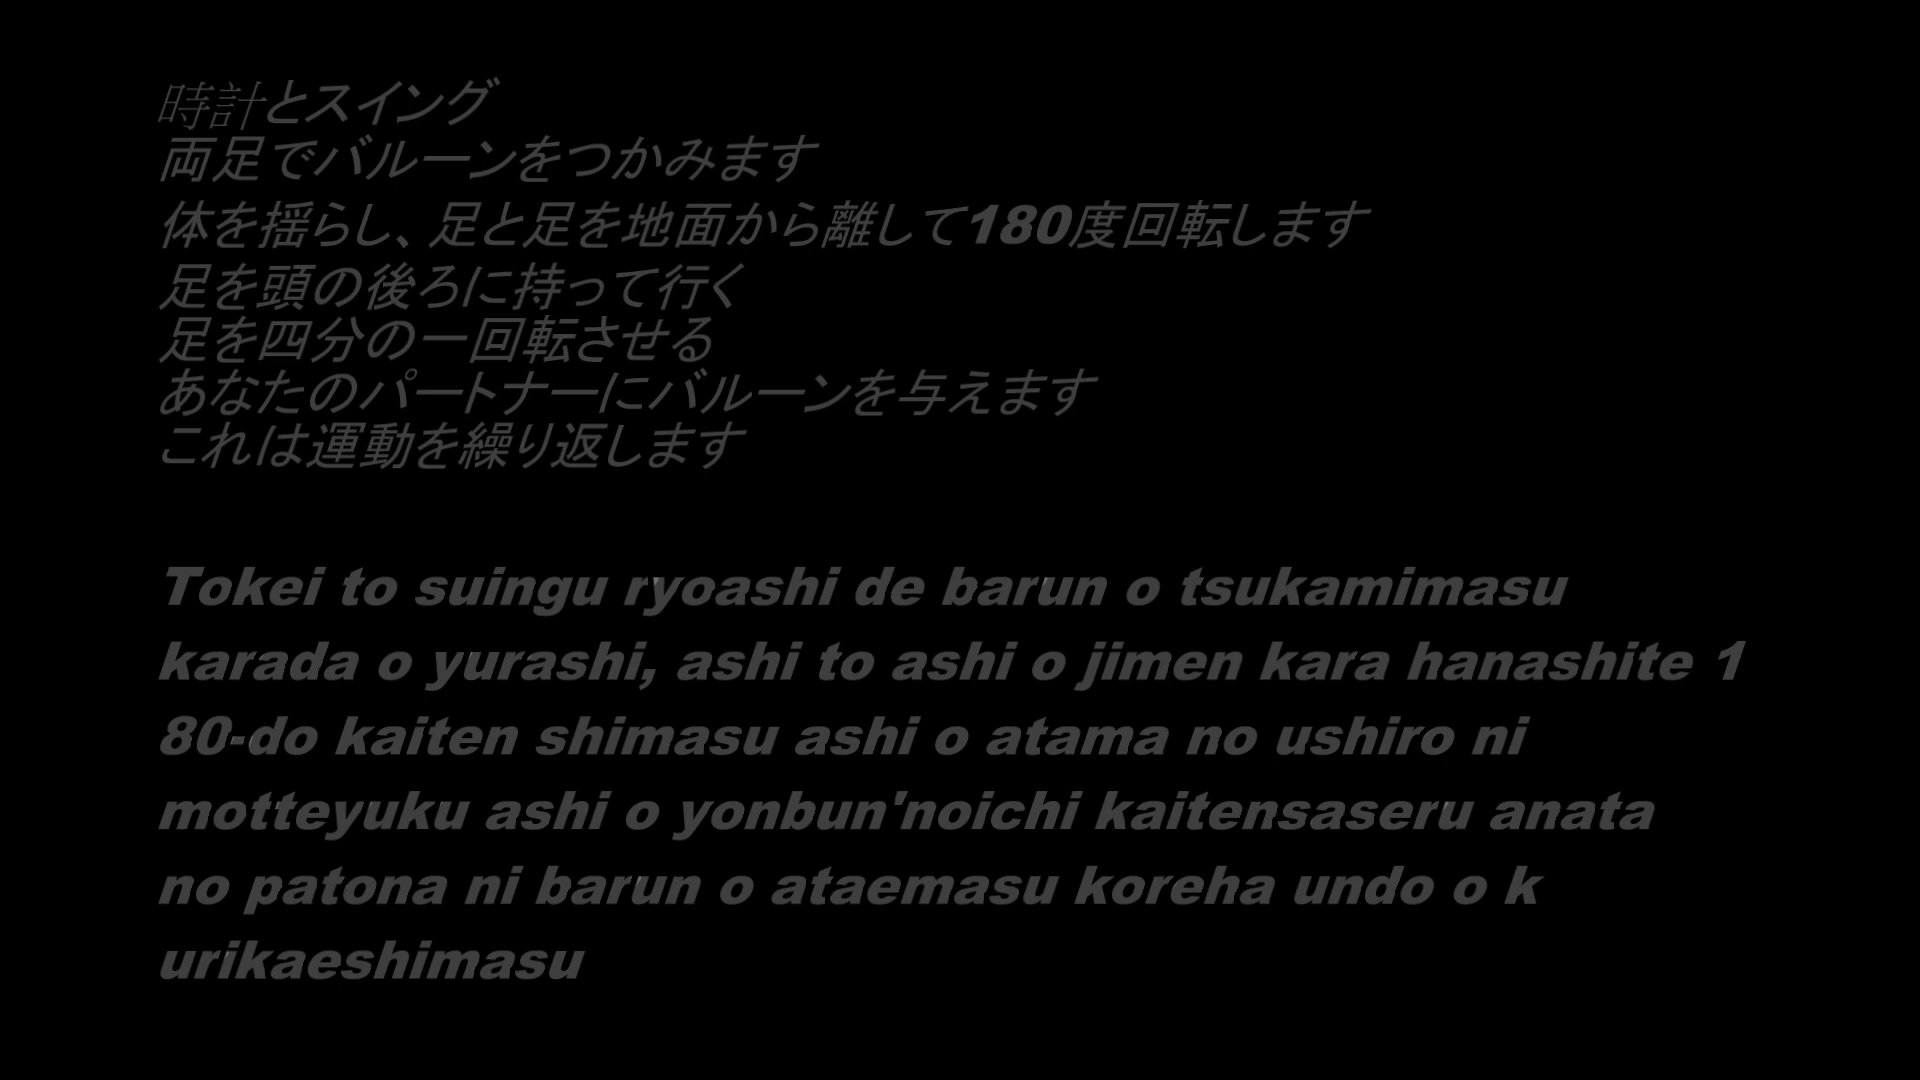 時計とスイング
両足でバルーンをつかみます
体を揺らし、足と足を地面から離して180度回転します
足を頭の後ろに持って行く
足を四分の一回転させる
あなたのパートナーにバルーンを与えます
これは運動を繰り返します
Tokei to suingu ryoashi de barun o tsukamimasu
karada o yurashi, ashi to ashi o jimen kara hanashite 1
80-do kaiten shimasu ashi o atama no ushiro ni
motteyuku ashi o yonbun'noichi kaitensaseru anata
no patona ni barun o ataemasu koreha undo o k
urikaeshimasu